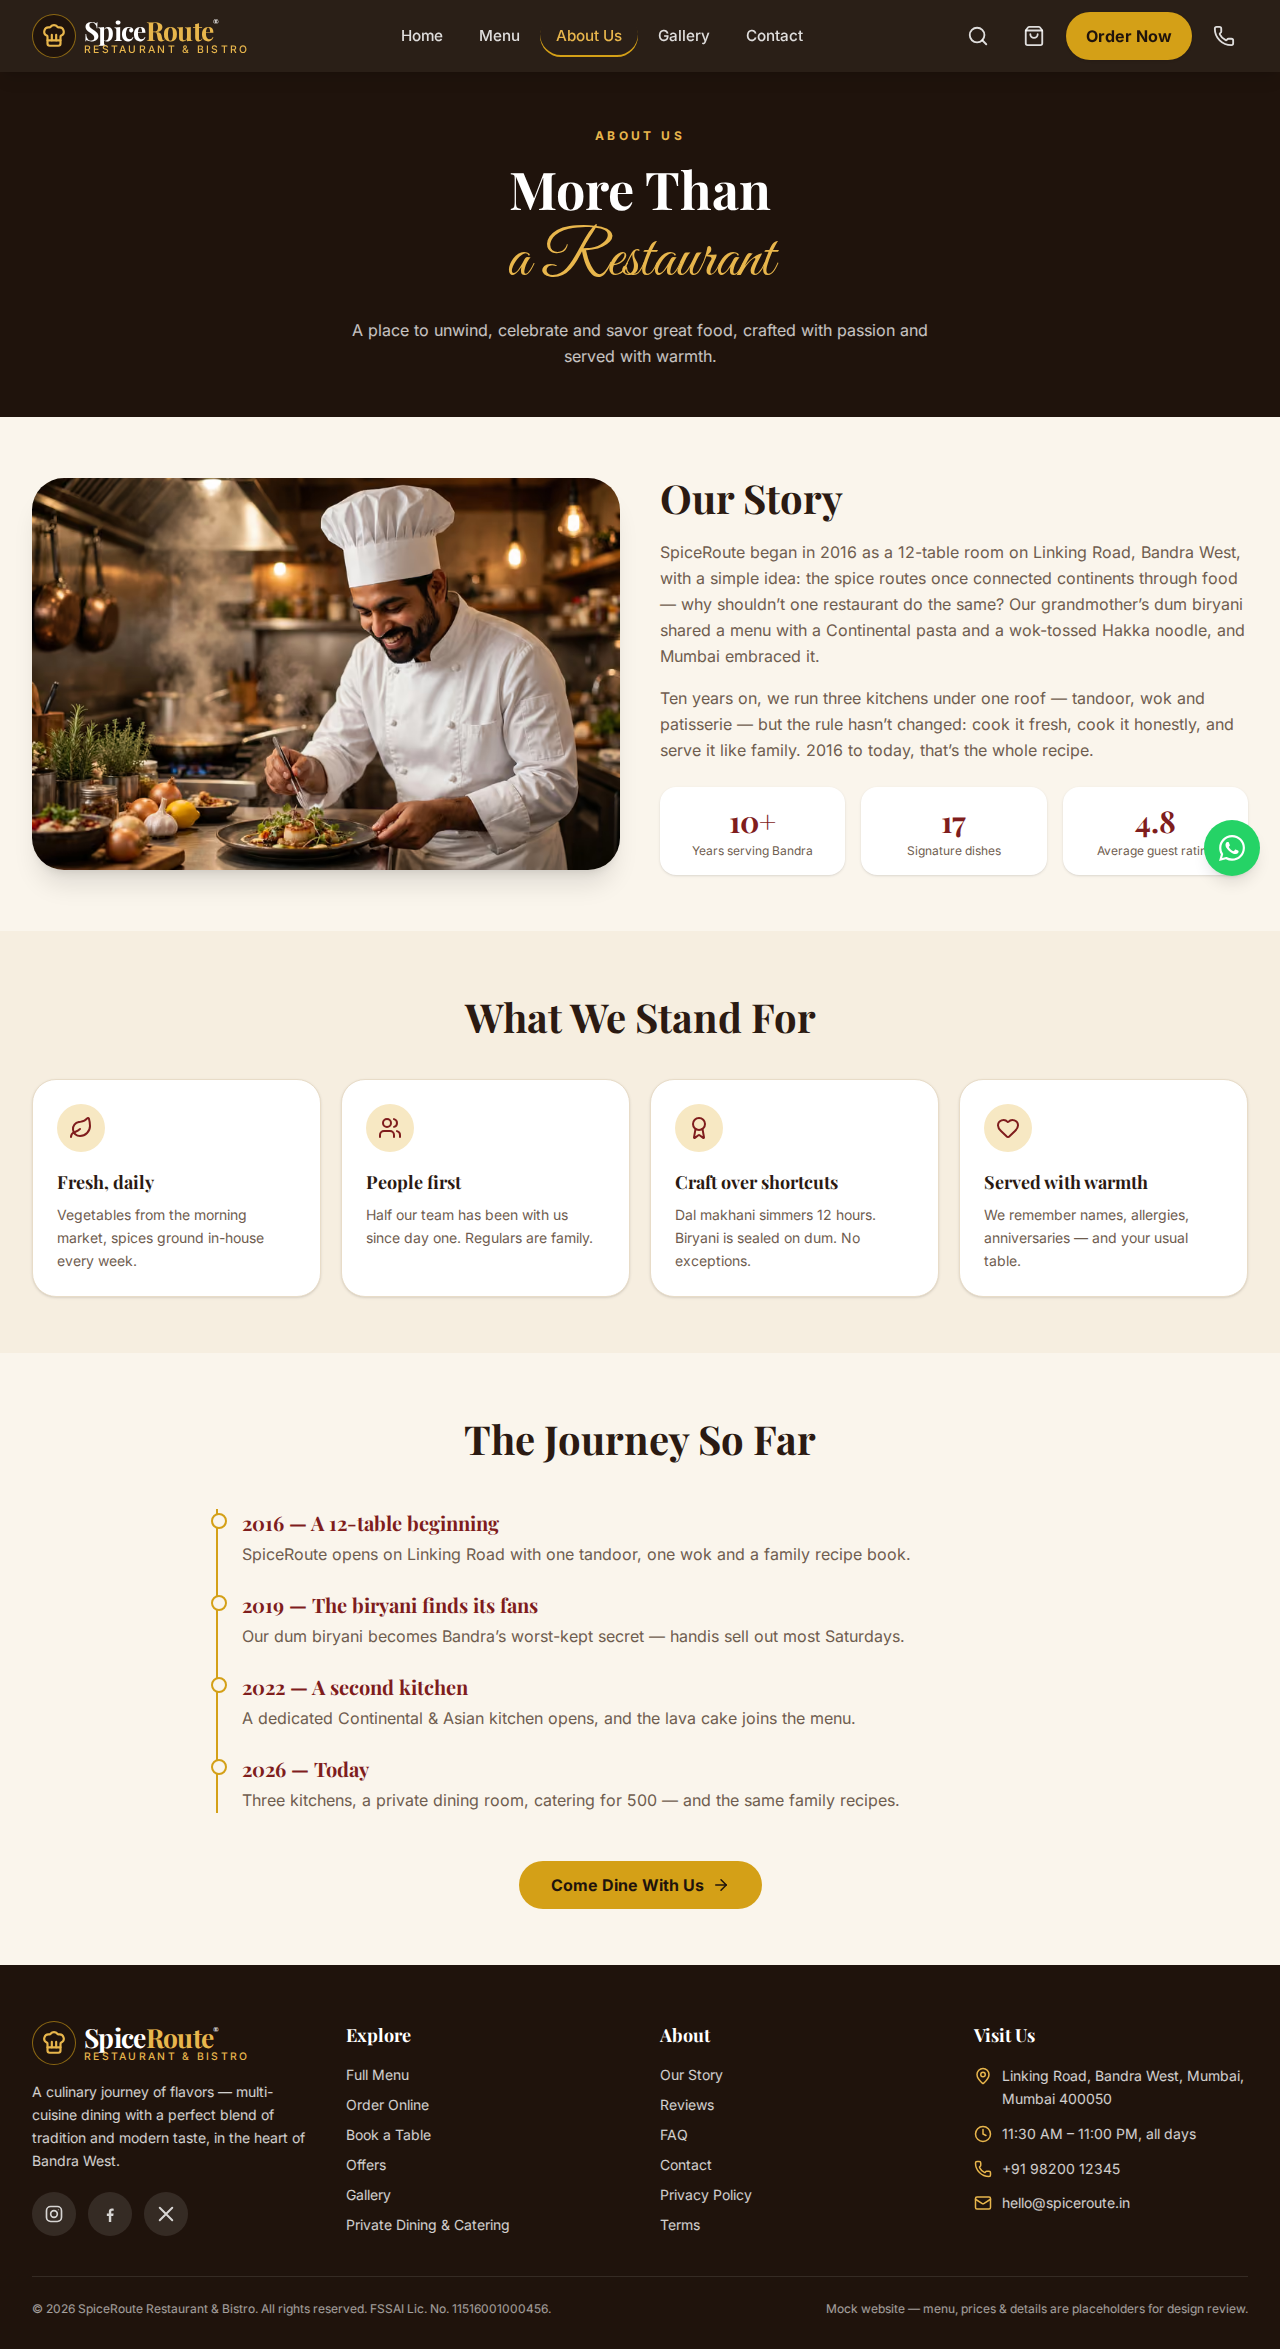 SpiceRoute®
RESTAURANT & BISTRO
Home
Menu
About Us
Gallery
Contact
Order Now
ABOUT US
More Than
a Restaurant
A place to unwind, celebrate and savor great food, crafted with passion and
served with warmth.
Our Story
SpiceRoute began in 2016 as a 12-table room on Linking Road, Bandra West,
with a simple idea: the spice routes once connected continents through food
— why shouldn’t one restaurant do the same? Our grandmother’s dum biryani
shared a menu with a Continental pasta and a wok-tossed Hakka noodle, and
Mumbai embraced it.
Ten years on, we run three kitchens under one roof — tandoor, wok and
patisserie — but the rule hasn’t changed: cook it fresh, cook it honestly, and
serve it like family. 2016 to today, that’s the whole recipe.
10+
Years serving Bandra
17
Signature dishes
4.8
Average guest
What We Stand For
Fresh, daily
Vegetables from the morning
market, spices ground in-house
every week.
People first
Half our team has been with us
since day one. Regulars are family.
Craft over shortcuts
Dal makhani simmers 12 hours.
Biryani is sealed on dum. No
exceptions.
Served with warmth
We remember names, allergies,
anniversaries — and your usual
table.
The Journey So Far
2016 — A 12-table beginning
SpiceRoute opens on Linking Road with one tandoor, one wok and a family recipe book.
2019 — The biryani finds its fans
Our dum biryani becomes Bandra’s worst-kept secret — handis sell out most Saturdays.
2022 — A second kitchen
A dedicated Continental & Asian kitchen opens, and the lava cake joins the menu.
2026 — Today
Three kitchens, a private dining room, catering for 500 — and the same family recipes.
Come Dine With Us
SpiceRoute®
RESTAURANT & BISTRO
A culinary journey of flavors — multi-
cuisine dining with a perfect blend of
tradition and modern taste, in the heart of
Bandra West.
Explore
Full Menu
Order Online
Book a Table
Offers
Gallery
Private Dining & Catering
About
Our Story
Reviews
FAQ
Contact
Privacy Policy
Terms
Visit Us
Linking Road, Bandra West, Mumbai,
Mumbai 400050
11:30 AM – 11:00 PM, all days
+91 98200 12345
hello@spiceroute.in
© 2026 SpiceRoute Restaurant & Bistro. All rights reserved. FSSAI Lic. No. 11516001000456.
Mock website — menu, prices & details are placeholders for design review.